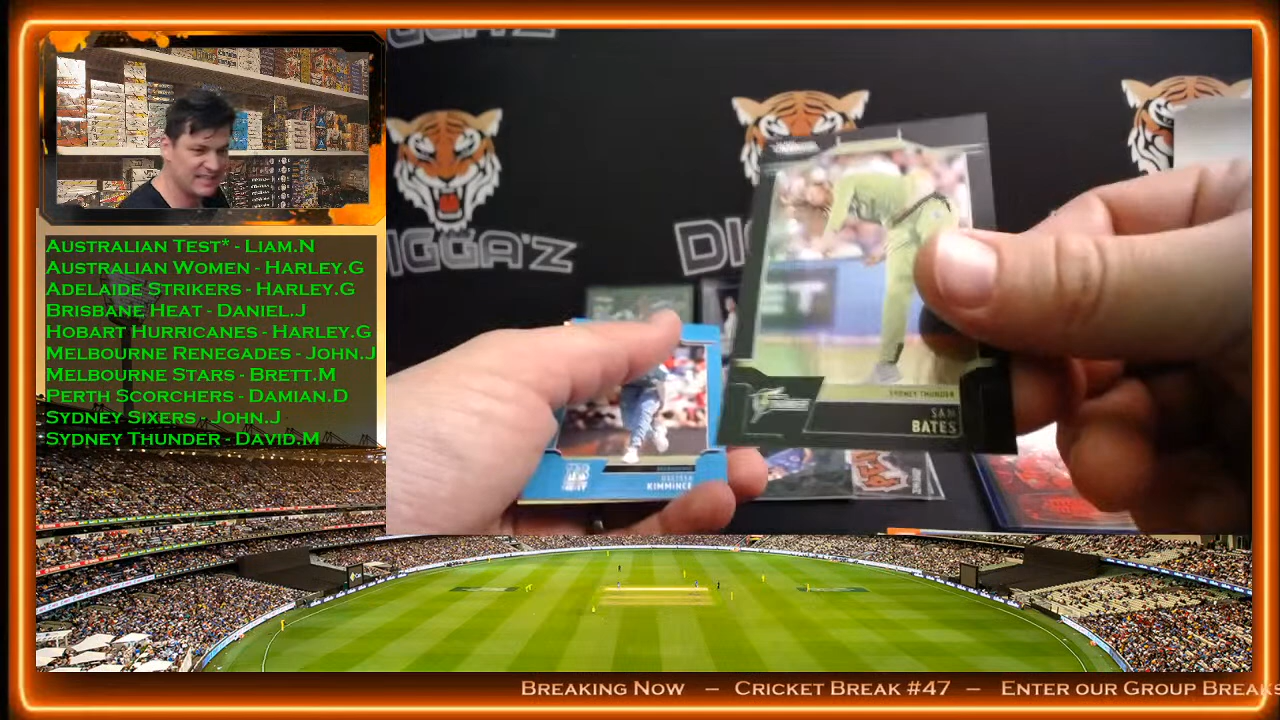 AUSTRALIAN TEST* - LIAM.N
AUSTRALIAN WOMEN - HARLEY.G
ADELAIDE STRIKERS - HARLEY.G
BRISBANE HEAT - DANIEL.J
HOBART HURRICANES - HARLEY.G
MELBOURNE RENEGADES - JOHN.J
MELBOURNE STARS - BRETT.M
PERTH SCORCHERS - DAMIAN.D
SYDNEY SIXERS - JOHN.J
SYDNEY THUNDER - DAVID.M
DIGGA'Z
SYDNEY THUNDER
SAM
BATES
KIMMINCE
BREAKING NOW – CRICKET BREAK #47 – ENTER OUR GROUP BREAKS